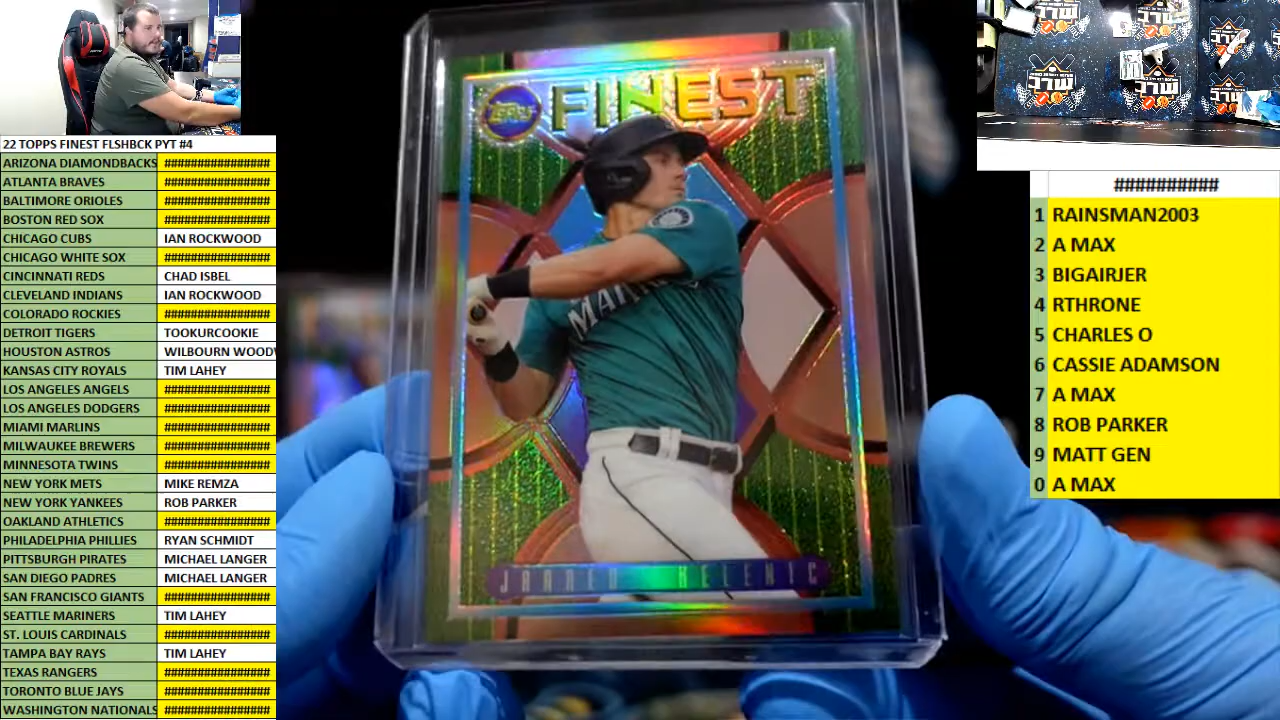 22 TOPPS FINEST FLSHBCK PYT #4
ARIZONA DIAMONDBACKS ################
ATLANTA BRAVES ################
BALTIMORE ORIOLES ################
BOSTON RED SOX ################
CHICAGO CUBS IAN ROCKWOOD
CHICAGO WHITE SOX ################
CINCINNATI REDS CHAD ISBEL
CLEVELAND INDIANS IAN ROCKWOOD
COLORADO ROCKIES ################
DETROIT TIGERS TOOKURCOOKIE
HOUSTON ASTROS WILBOURN WOOD
KANSAS CITY ROYALS TIM LAHEY
LOS ANGELES ANGELS ################
LOS ANGELES DODGERS ################
MIAMI MARLINS ################
MILWAUKEE BREWERS ################
MINNESOTA TWINS ################
NEW YORK METS MIKE REMZA
NEW YORK YANKEES ROB PARKER
OAKLAND ATHLETICS ################
PHILADELPHIA PHILLIES RYAN SCHMIDT
PITTSBURGH PIRATES MICHAEL LANGER
SAN DIEGO PADRES MICHAEL LANGER
SAN FRANCISCO GIANTS ################
SEATTLE MARINERS TIM LAHEY
ST. LOUIS CARDINALS ################
TAMPA BAY RAYS TIM LAHEY
TEXAS RANGERS ################
TORONTO BLUE JAYS ################
WASHINGTON NATIONALS ################
Topps FINEST
MARI
JARRED KELENIC
##########
1 RAINSMAN2003
2 A MAX
3 BIGAIRJER
4 RTHRONE
5 CHARLES O
6 CASSIE ADAMSON
7 A MAX
8 ROB PARKER
9 MATT GEN
0 A MAX